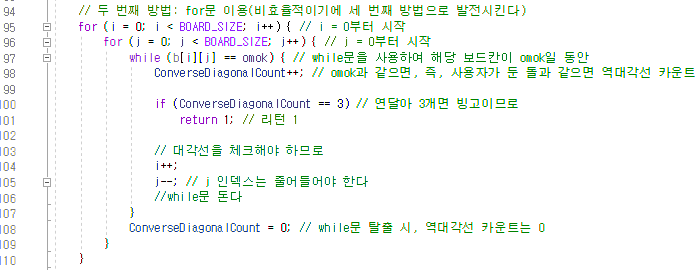 94 // 두 번째 방법: for문 이용(비효율적이기에 세 번째 방법으로 발전시킨다)
95 for (i = 0; i < BOARD_SIZE; i++) { // i = 0부터 시작
96 for (j = 0; j < BOARD_SIZE; j++) { // j = 0부터 시작
97 while (b[i][j] == omok) { // while문을 사용하여 해당 보드칸이 omok일 동안
98 ConverseDiagonalCount++; // omok과 같으면, 즉, 사용자가 둔 돌과 같으면 역대각선 카운트
99
100 if (ConverseDiagonalCount == 3) // 연달아 3개면 빙고이므로
101 return 1; // 리턴 1
102
103 // 대각선을 체크해야 하므로
104 i++;
105 j--; // j 인덱스는 줄어들어야 한다
106 //while문 돈다
107 }
108 ConverseDiagonalCount = 0; // while문 탈출 시, 역대각선 카운트는 0
109 }
110 }